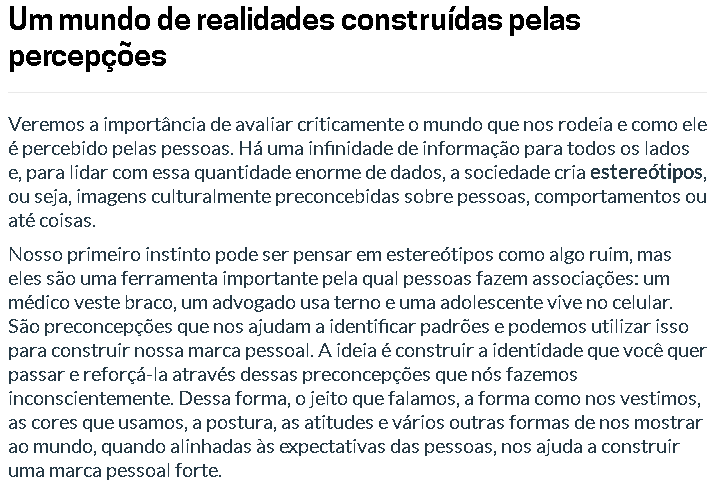 Um mundo de realidades construídas pelas
percepções
Veremos a importância de avaliar criticamente o mundo que nos rodeia e como ele
é percebido pelas pessoas. Há uma infinidade de informação para todos os lados
e, para lidar com essa quantidade enorme de dados, a sociedade cria estereótipos,
ou seja, imagens culturalmente preconcebidas sobre pessoas, comportamentos ou
até coisas.
Nosso primeiro instinto pode ser pensar em estereótipos como algo ruim, mas
eles são uma ferramenta importante pela qual pessoas fazem associações: um
médico veste braco, um advogado usa terno e uma adolescente vive no celular.
São preconcepções que nos ajudam a identificar padrões e podemos utilizar isso
para construir nossa marca pessoal. A ideia é construir a identidade que você quer
passar e reforçá-la através dessas preconcepções que nós fazemos
inconscientemente. Dessa forma, o jeito que falamos, a forma como nos vestimos,
as cores que usamos, a postura, as atitudes e vários outras formas de nos mostrar
ao mundo, quando alinhadas às expectativas das pessoas, nos ajuda a construir
uma marca pessoal forte.